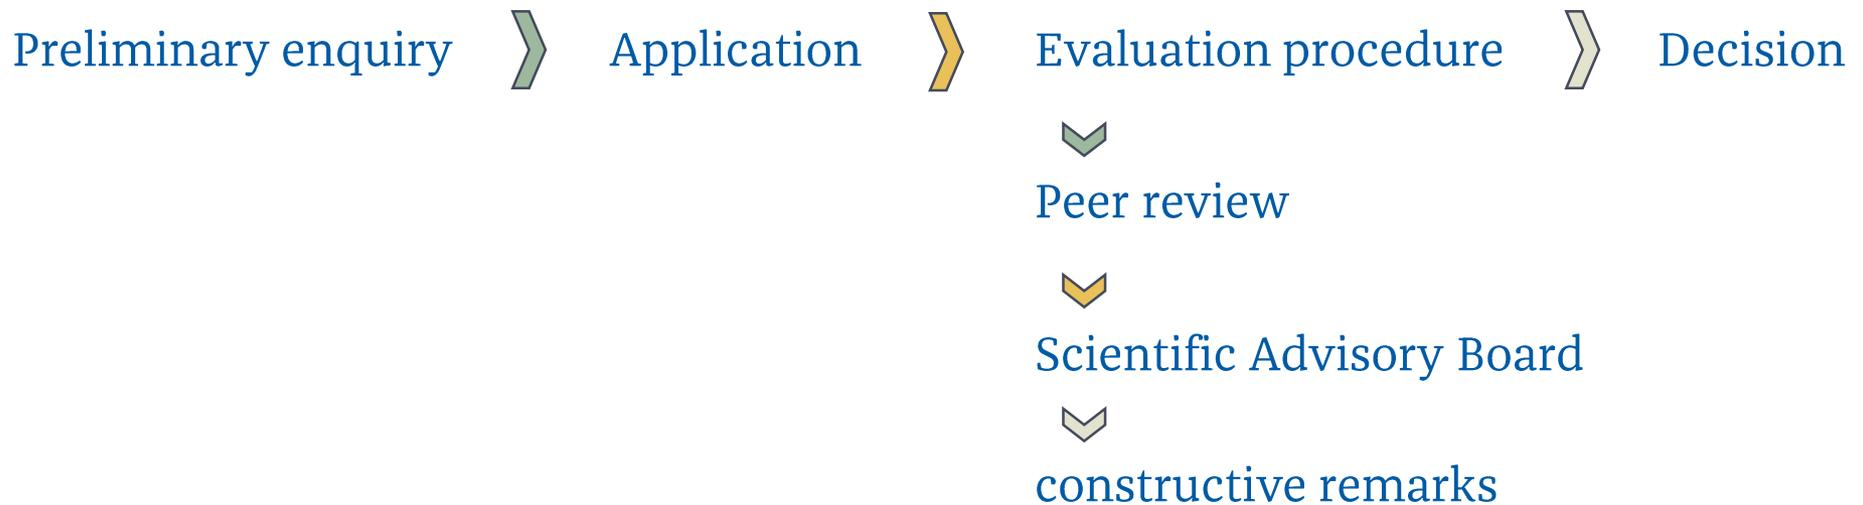 Preliminary enquiry Application Evaluation procedure Decision
Peer review
Scientific Advisory Board
constructive remarks